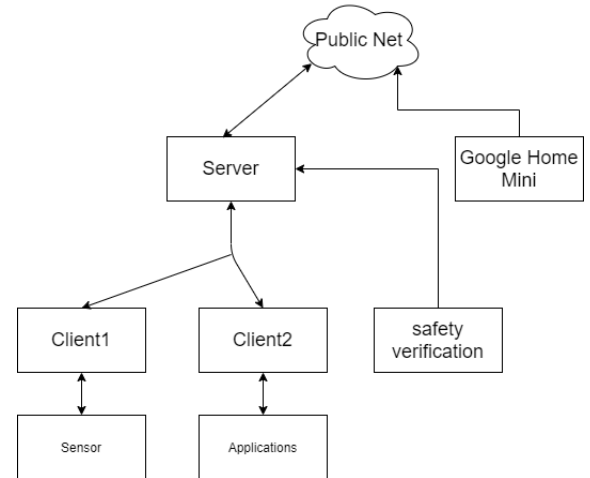 Public Net
Server
Google Home
Mini
Client1
Client2
safety
verification
Sensor
Applications